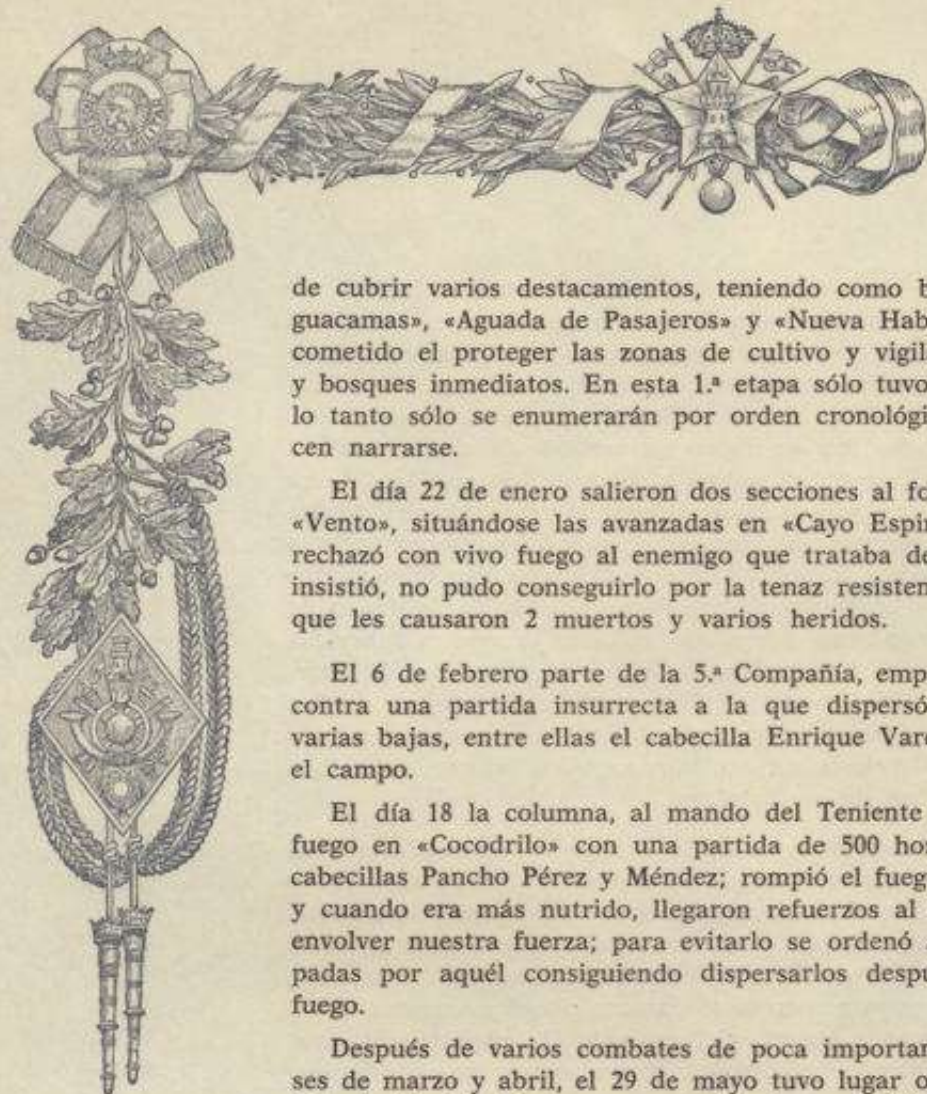 de cubrir varios destacamentos, teniendo como b
guacamas», «Aguada de Pasajeros» y «Nueva Hab
cometido el proteger las zonas de cultivo y vigil
y bosques inmediatos. En esta 1.ª etapa sólo tuvo
lo tanto sólo se enumerarán por orden cronológi
cen narrarse.
El día 22 de enero salieron dos secciones al fo
«Vento», situándose las avanzadas en «Cayo Espin
rechazó con vivo fuego al enemigo que trataba de
insistió, no pudo conseguirlo por la tenaz resisten
que les causaron 2 muertos y varios heridos.
El 6 de febrero parte de la 5.ª Compañía, emp
contra una partida insurrecta a la que dispersó
varias bajas, entre ellas el cabecilla Enrique Var
el campo.
El día 18 la columna, al mando del Teniente
fuego en «Cocodrilo» con una partida de 500 ho
cabecillas Pancho Pérez y Méndez; rompió el fueg
y cuando era más nutrido, llegaron refuerzos al
envolver nuestra fuerza; para evitarlo se ordenó
padas por aquél consiguiendo dispersarlos despu
fuego.
Después de varios combates de poca importan
ses de marzo y abril, el 29 de mayo tuvo lugar o